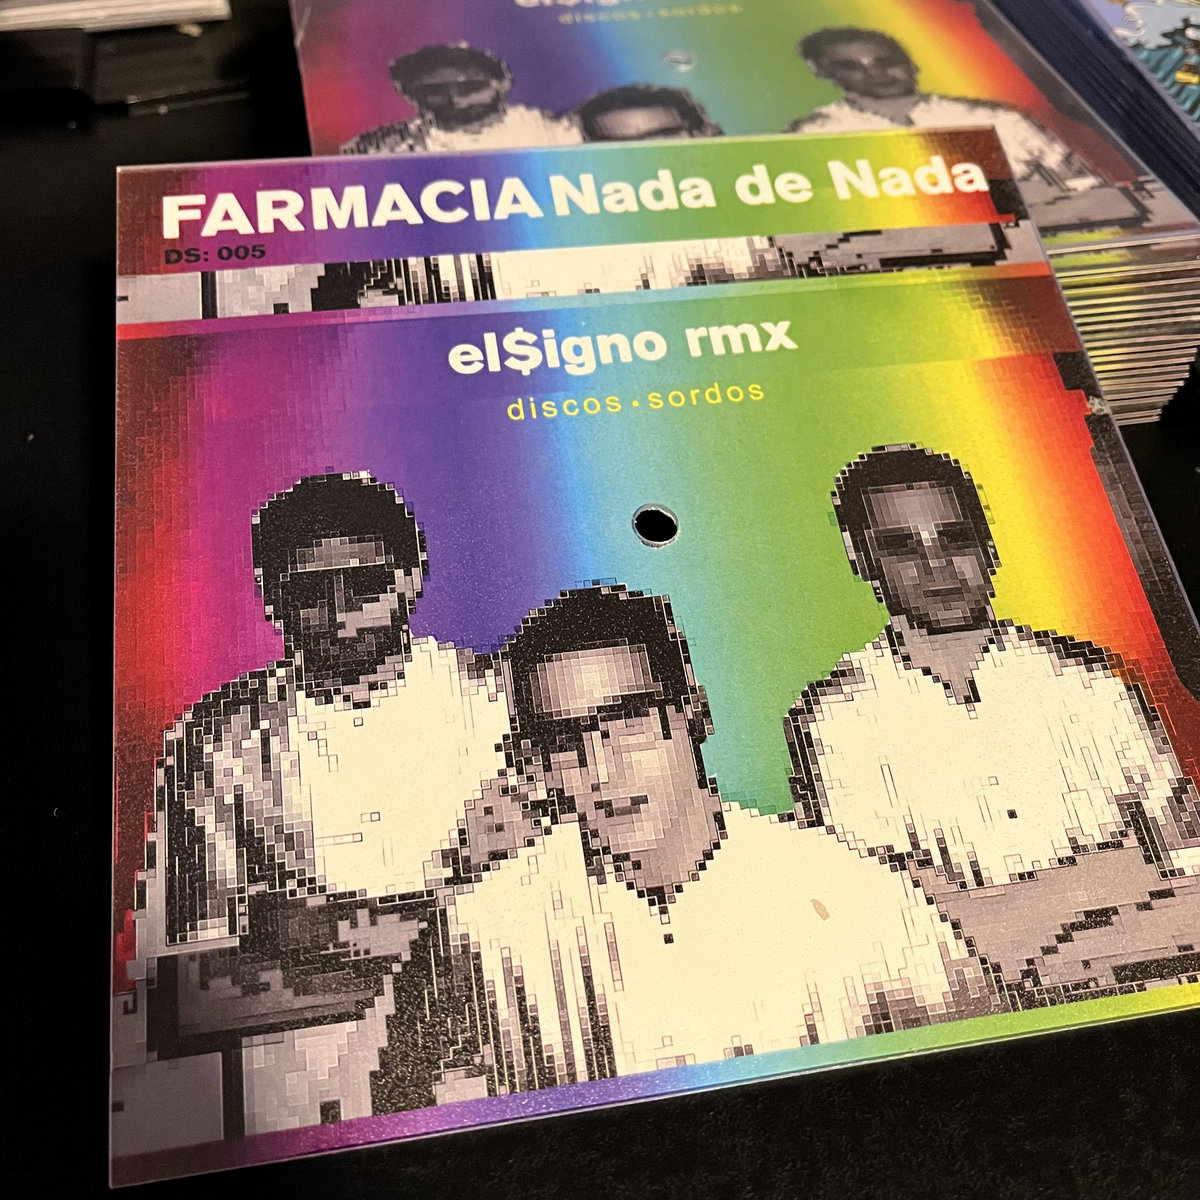 discos • sordos
FARMACIA Nada de Nada
DS: 005
el$igno rmx
discos • sordos